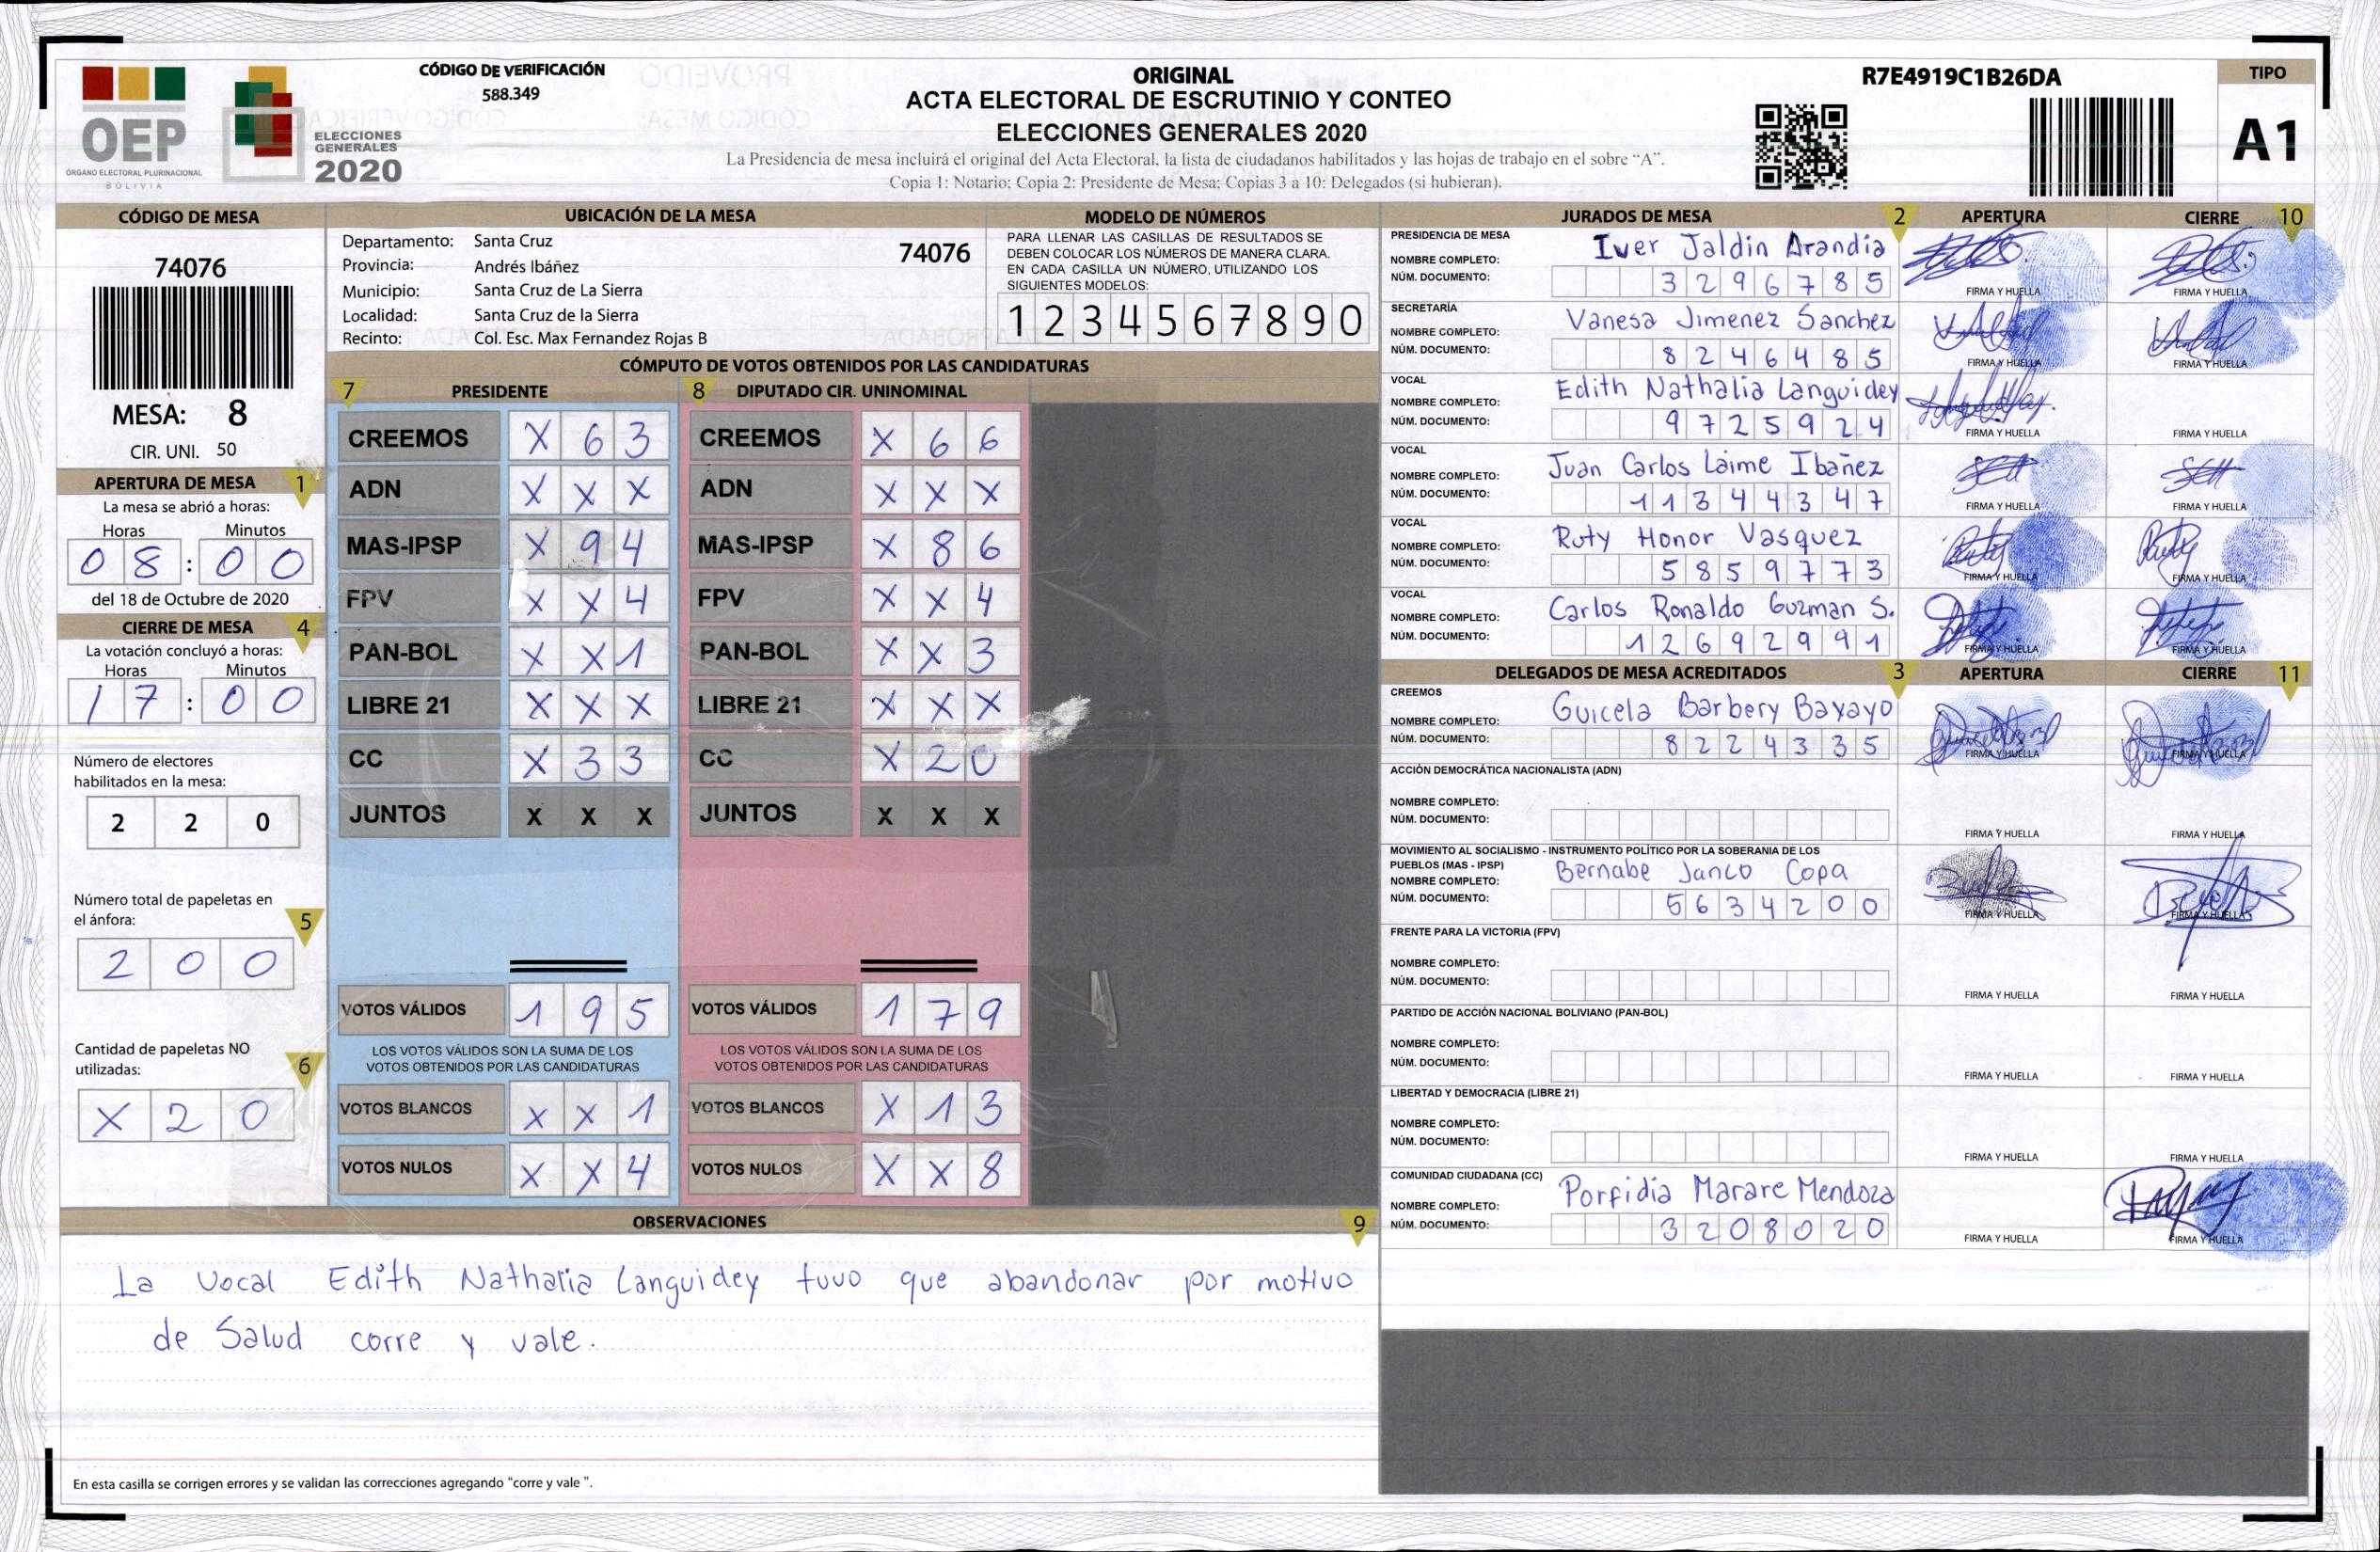 OEP
ÓRGANO ELECTORAL PLURINACIONAL
BOLIVIA
ELECCIONES
GENERALES
2020
CÓDIGO DE VERIFICACIÓN
588.349
ORIGINAL
ACTA ELECTORAL DE ESCRUTINIO Y CONTEO
ELECCIONES GENERALES 2020
La Presidencia de mesa incluirá el original del Acta Electoral, la lista de ciudadanos habilitados y las hojas de trabajo en el sobre “A”.
Copia 1: Notario; Copia 2: Presidente de Mesa; Copias 3 a 10: Delegados (si hubieran).
R7E4919C1B26DA
TIPO
A1
CÓDIGO DE MESA
74076
MESA: 8
CIR. UNI. 50
APERTURA DE MESA 1
La mesa se abrió a horas:
Horas Minutos
0 8 : 0 0
del 18 de Octubre de 2020
CIERRE DE MESA 4
La votación concluyó a horas:
Horas Minutos
1 7 : 0 0
Número de electores
habilitados en la mesa:
2 2 0
Número total de papeletas en
el ánfora: 5
2 0 0
Cantidad de papeletas NO
utilizadas: 6
X 2 0
UBICACIÓN DE LA MESA
Departamento: Santa Cruz 74076
Provincia: Andrés Ibáñez
Municipio: Santa Cruz de La Sierra
Localidad: Santa Cruz de la Sierra
Recinto: Col. Esc. Max Fernandez Rojas B
MODELO DE NÚMEROS
PARA LLENAR LAS CASILLAS DE RESULTADOS SE
DEBEN COLOCAR LOS NÚMEROS DE MANERA CLARA.
EN CADA CASILLA UN NÚMERO, UTILIZANDO LOS
SIGUIENTES MODELOS:
1 2 3 4 5 6 7 8 9 0
CÓMPUTO DE VOTOS OBTENIDOS POR LAS CANDIDATURAS
7 PRESIDENTE 8 DIPUTADO CIR. UNINOMINAL
CREEMOS X 6 3 CREEMOS X 6 6
ADN X X X ADN X X X
MAS-IPSP X 9 4 MAS-IPSP X 8 6
FPV X X 4 FPV X X 4
PAN-BOL X X 1 PAN-BOL X X 3
LIBRE 21 X X X LIBRE 21 X X X
CC X 3 3 CC X 2 0
JUNTOS X X X JUNTOS X X X
VOTOS VÁLIDOS 1 9 5 VOTOS VÁLIDOS 1 7 9
LOS VOTOS VÁLIDOS SON LA SUMA DE LOS LOS VOTOS VÁLIDOS SON LA SUMA DE LOS
VOTOS OBTENIDOS POR LAS CANDIDATURAS VOTOS OBTENIDOS POR LAS CANDIDATURAS
VOTOS BLANCOS X X 1 VOTOS BLANCOS X 1 3
VOTOS NULOS X X 4 VOTOS NULOS X X 8
OBSERVACIONES 9
La vocal Edith Nathalia Languidey tuvo que abandonar por motivo
de Salud corre y vale.
En esta casilla se corrigen errores y se validan las correcciones agregando “corre y vale ”.
JURADOS DE MESA 2 APERTURA CIERRE 10
PRESIDENCIA DE MESA
NOMBRE COMPLETO: Iver Jaldin Arandia
NÚM. DOCUMENTO: 3 2 9 6 7 8 5
FIRMA Y HUELLA FIRMA Y HUELLA
SECRETARÍA
NOMBRE COMPLETO: Vanesa Jimenez Sanchez
NÚM. DOCUMENTO: 8 2 4 6 4 8 5
FIRMA Y HUELLA FIRMA Y HUELLA
VOCAL
NOMBRE COMPLETO: Edith Nathalia Languidey
NÚM. DOCUMENTO: 9 7 2 5 9 2 4
FIRMA Y HUELLA FIRMA Y HUELLA
VOCAL
NOMBRE COMPLETO: Juan Carlos Laime Ibañez
NÚM. DOCUMENTO: 1 1 3 4 4 3 4 7
FIRMA Y HUELLA FIRMA Y HUELLA
VOCAL
NOMBRE COMPLETO: Ruty Honor Vasquez
NÚM. DOCUMENTO: 5 8 5 9 7 7 3
FIRMA Y HUELLA FIRMA Y HUELLA
VOCAL
NOMBRE COMPLETO: Carlos Ronaldo Guzman S.
NÚM. DOCUMENTO: 1 2 6 9 2 9 9 1
FIRMA Y HUELLA FIRMA Y HUELLA
DELEGADOS DE MESA ACREDITADOS 3 APERTURA CIERRE 11
CREEMOS
NOMBRE COMPLETO: Guicela Barbery Bayayo
NÚM. DOCUMENTO: 8 2 2 4 3 3 5
FIRMA Y HUELLA FIRMA Y HUELLA
ACCIÓN DEMOCRÁTICA NACIONALISTA (ADN)
NOMBRE COMPLETO:
NÚM. DOCUMENTO:
FIRMA Y HUELLA FIRMA Y HUELLA
MOVIMIENTO AL SOCIALISMO - INSTRUMENTO POLÍTICO POR LA SOBERANIA DE LOS
PUEBLOS (MAS - IPSP)
NOMBRE COMPLETO: Bernabe Janco Copa
NÚM. DOCUMENTO: 5 6 3 4 2 0 0
FIRMA Y HUELLA FIRMA Y HUELLA
FRENTE PARA LA VICTORIA (FPV)
NOMBRE COMPLETO:
NÚM. DOCUMENTO:
FIRMA Y HUELLA FIRMA Y HUELLA
PARTIDO DE ACCIÓN NACIONAL BOLIVIANO (PAN-BOL)
NOMBRE COMPLETO:
NÚM. DOCUMENTO:
FIRMA Y HUELLA FIRMA Y HUELLA
LIBERTAD Y DEMOCRACIA (LIBRE 21)
NOMBRE COMPLETO:
NÚM. DOCUMENTO:
FIRMA Y HUELLA FIRMA Y HUELLA
COMUNIDAD CIUDADANA (CC)
NOMBRE COMPLETO: Porfidia Marare Mendoza
NÚM. DOCUMENTO: 3 2 0 8 0 2 0
FIRMA Y HUELLA FIRMA Y HUELLA